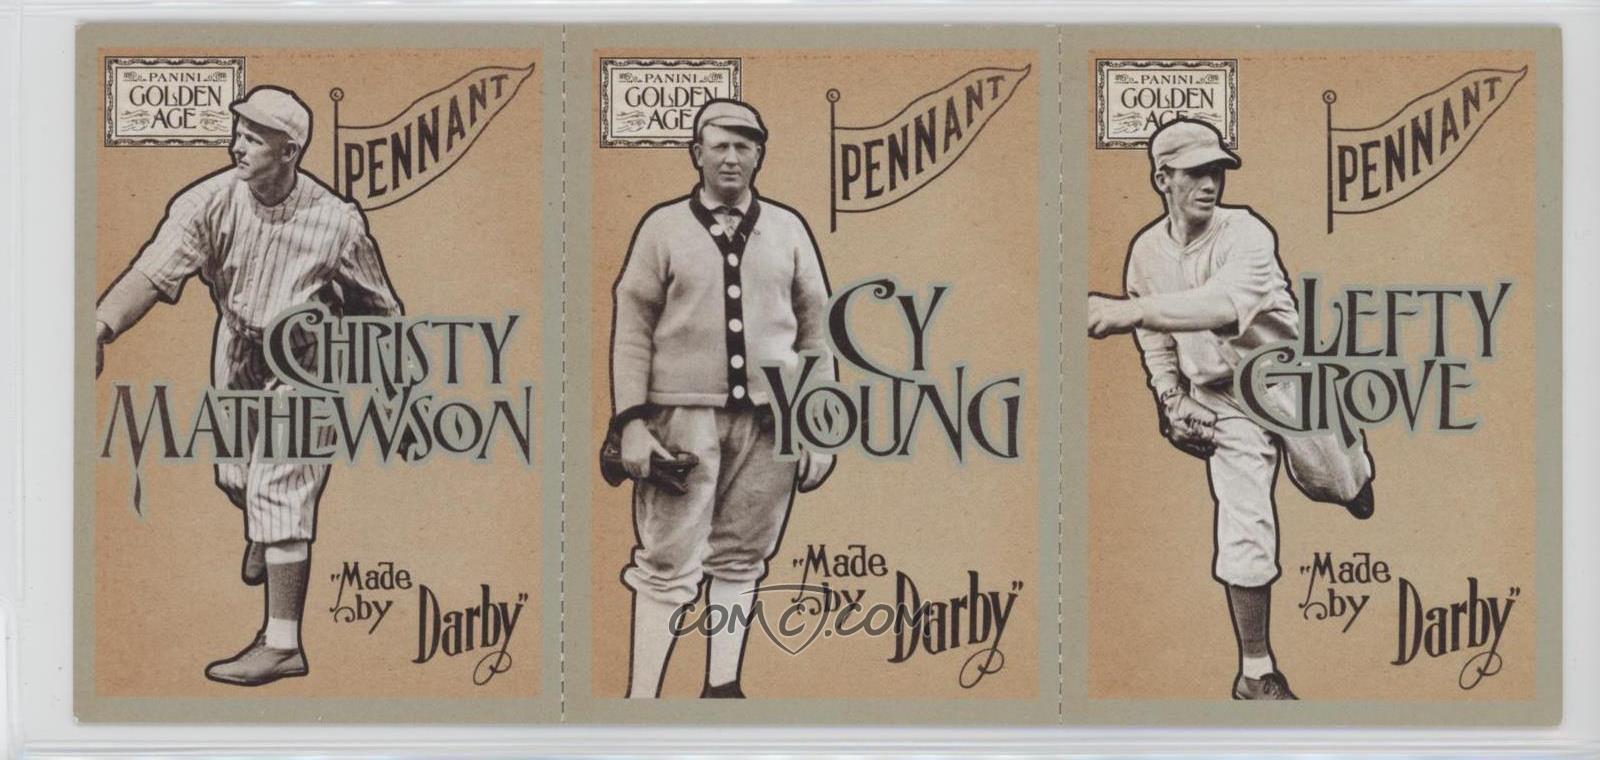 PANINI
GOLDEN
AGE
PENNANT
CHRISTY
MATHEWSON
"Made
by Darby"
PANINI
GOLDEN
AGE
PENNANT
CY
YOUNG
"Made
by Darby"
COMC.COM
PANINI
GOLDEN
AGE
PENNANT
LEFTY
GROVE
"Made
by Darby"